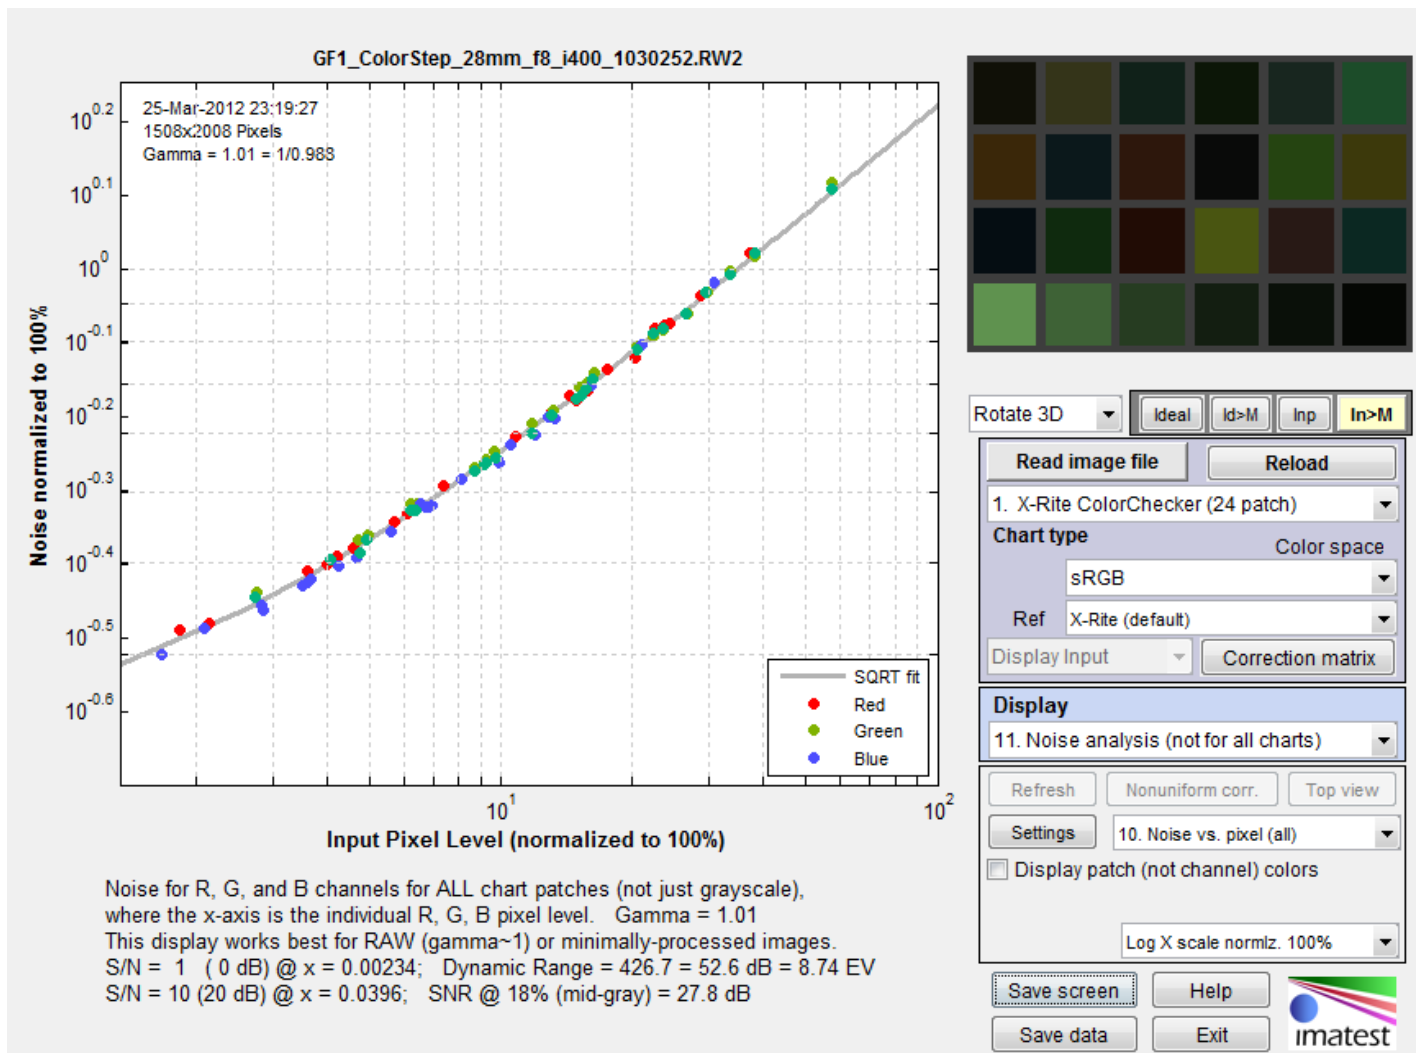 GF1_ColorStep_28mm_f8_i400_1030252.RW2
25-Mar-2012 23:19:27
1508x2008 Pixels
Gamma = 1.01 = 1/0.988
10^0.2
10^0.1
10^0
10^-0.1
10^-0.2
10^-0.3
10^-0.4
10^-0.5
10^-0.6
Noise normalized to 100%
SQRT fit
Red
Green
Blue
10^1
10^2
Input Pixel Level (normalized to 100%)
Noise for R, G, and B channels for ALL chart patches (not just grayscale),
where the x-axis is the individual R, G, B pixel level. Gamma = 1.01
This display works best for RAW (gamma~1) or minimally-processed images.
S/N = 1 ( 0 dB) @ x = 0.00234; Dynamic Range = 426.7 = 52.6 dB = 8.74 EV
S/N = 10 (20 dB) @ x = 0.0396; SNR @ 18% (mid-gray) = 27.8 dB
Rotate 3D
Ideal
Id>M
Inp
In>M
Read image file
Reload
1. X-Rite ColorChecker (24 patch)
Chart type
Color space
sRGB
Ref
X-Rite (default)
Display Input
Correction matrix
Display
11. Noise analysis (not for all charts)
Refresh
Nonuniform corr.
Top view
Settings
10. Noise vs. pixel (all)
Display patch (not channel) colors
Log X scale normlz. 100%
Save screen
Help
Save data
Exit
imatest